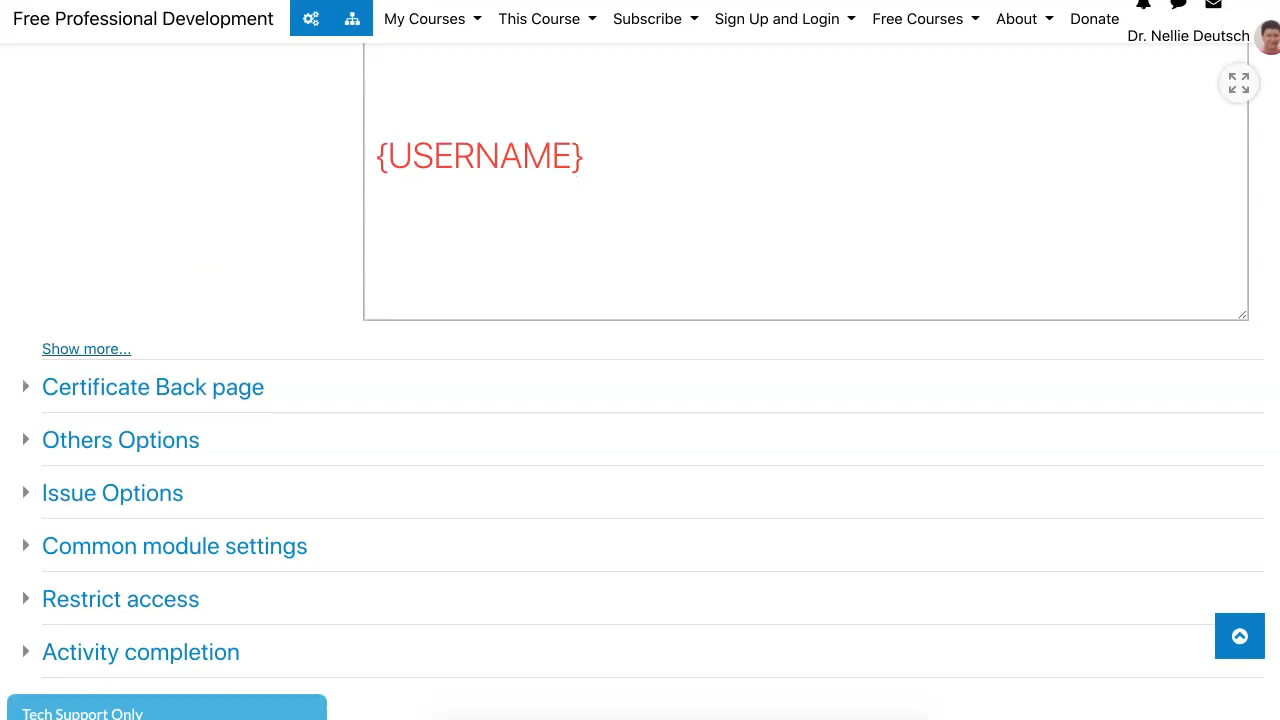 Free Professional Development
My Courses This Course Subscribe Sign Up and Login Free Courses About Donate
Dr. Nellie Deutsch
{USERNAME}
Show more...
Certificate Back page
Others Options
Issue Options
Common module settings
Restrict access
Activity completion
Tech Support Only